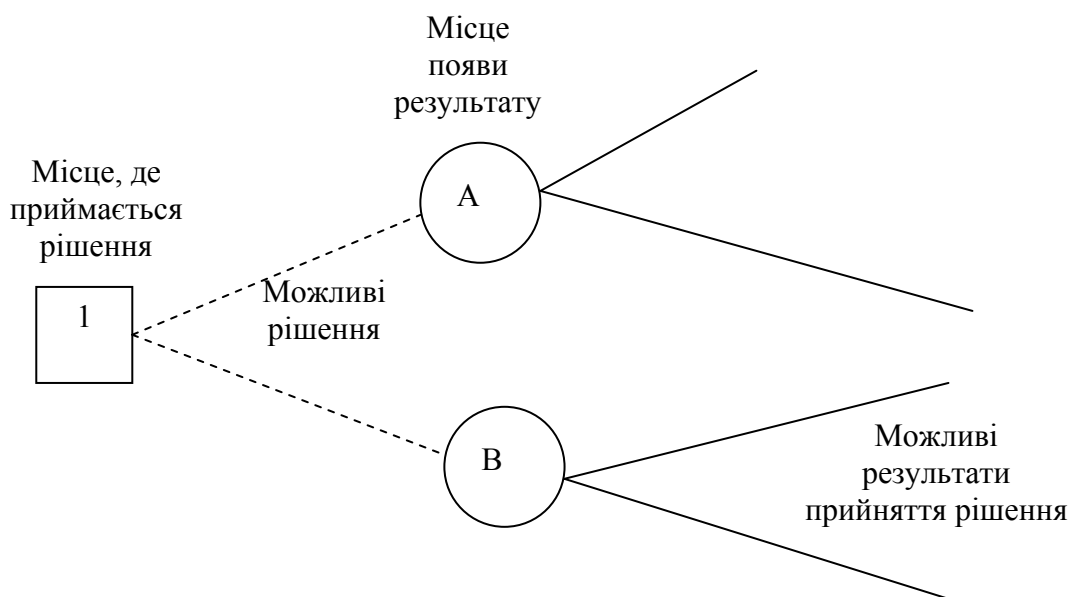 Місце
появи
результату
Місце, де
приймається
рішення
А
1
Можливі
рішення
В
Можливі
результати
прийняття рішення